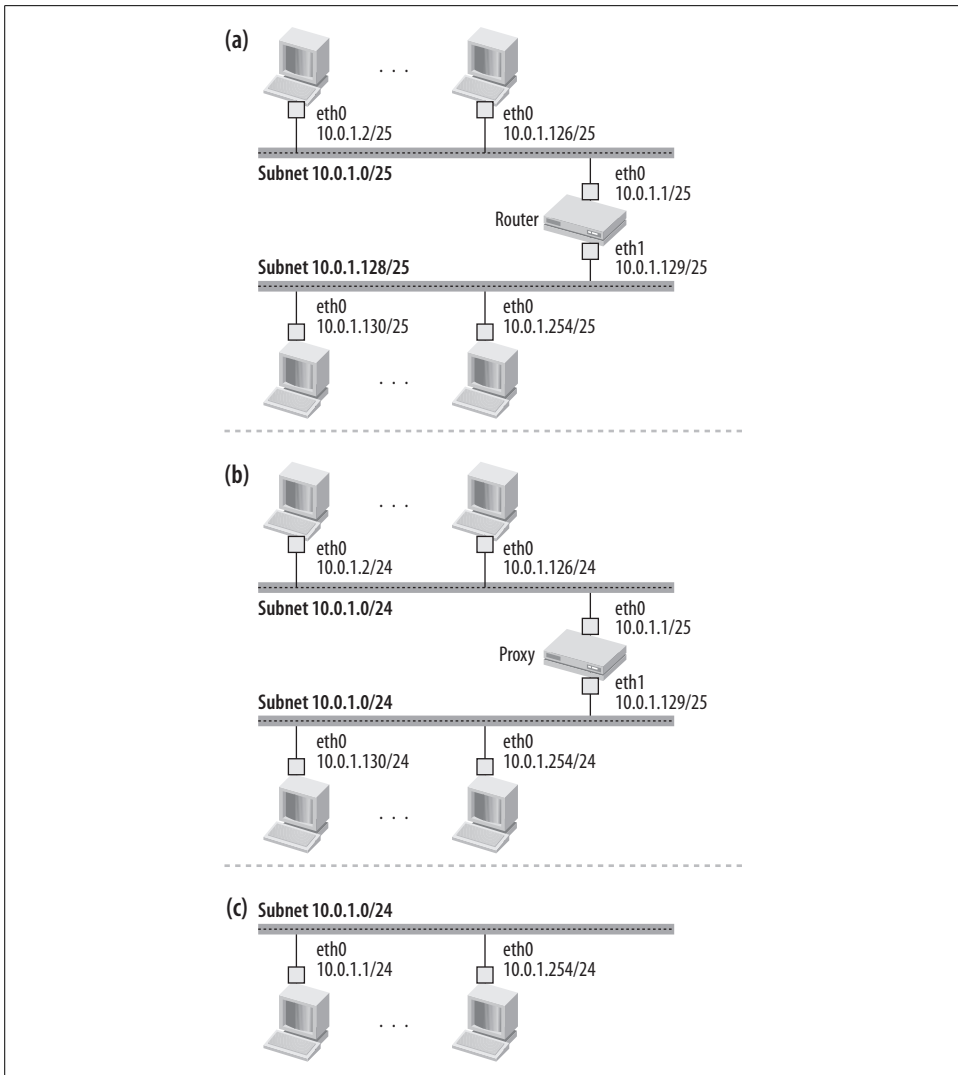 (a)
. . .
eth0
10.0.1.2/25
eth0
10.0.1.126/25
Subnet 10.0.1.0/25
eth0
10.0.1.1/25
Router
eth1
10.0.1.129/25
Subnet 10.0.1.128/25
eth0
10.0.1.130/25
eth0
10.0.1.254/25
. . .
(b)
. . .
eth0
10.0.1.2/24
eth0
10.0.1.126/24
Subnet 10.0.1.0/24
eth0
10.0.1.1/25
Proxy
eth1
10.0.1.129/25
Subnet 10.0.1.0/24
eth0
10.0.1.130/24
eth0
10.0.1.254/24
. . .
(c) Subnet 10.0.1.0/24
eth0
10.0.1.1/24
eth0
10.0.1.254/24
. . .